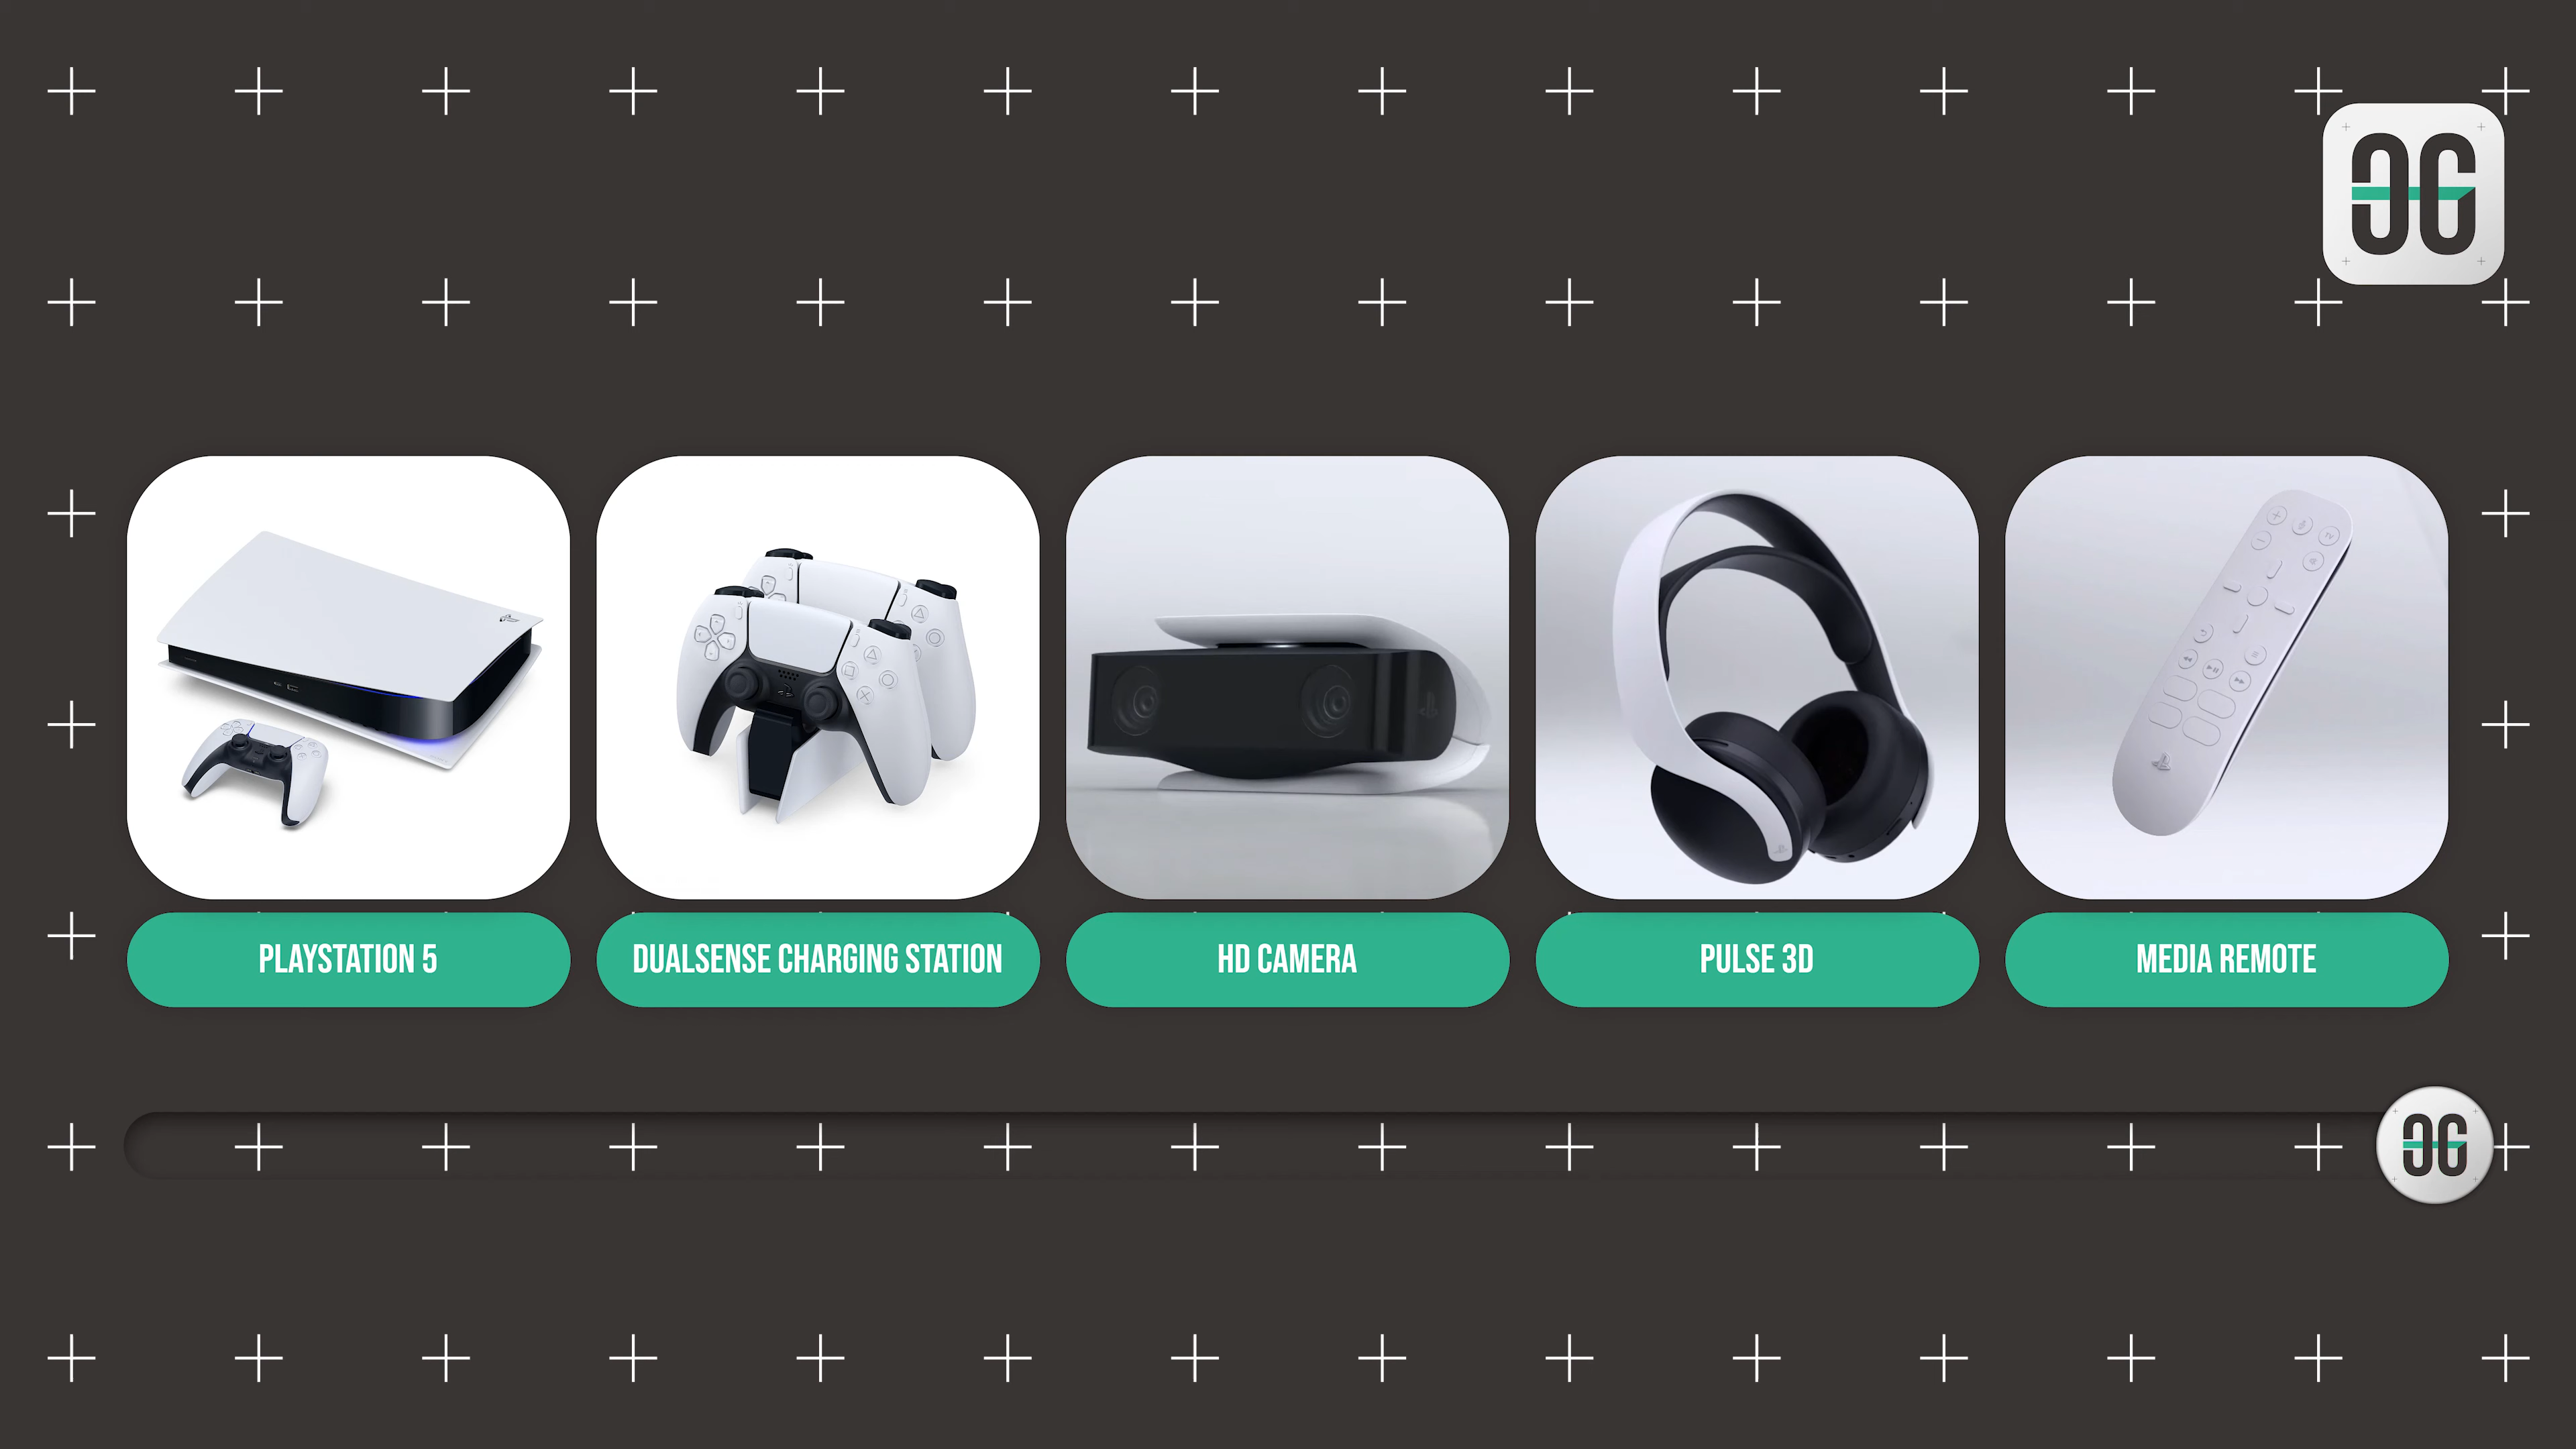 PLAYSTATION 5
DUALSENSE CHARGING STATION
HD CAMERA
PULSE 3D
MEDIA REMOTE